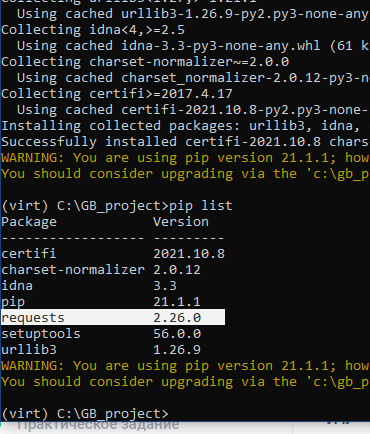 Collecting urllib3<1.27,>=1.21.1
Using cached urllib3-1.26.9-py2.py3-none-any
Collecting idna<4,>=2.5
Using cached idna-3.3-py3-none-any.whl (61 k
Collecting charset-normalizer~=2.0.0
Using cached charset_normalizer-2.0.12-py3-n
Collecting certifi>=2017.4.17
Using cached certifi-2021.10.8-py2.py3-none-
Installing collected packages: urllib3, idna,
Successfully installed certifi-2021.10.8 chars
WARNING: You are using pip version 21.1.1; how
You should consider upgrading via the 'c:\gb_p
(virt) C:\GB_project>pip list
Package Version
------------------ ---------
certifi 2021.10.8
charset-normalizer 2.0.12
idna 3.3
pip 21.1.1
requests 2.26.0
setuptools 56.0.0
urllib3 1.26.9
WARNING: You are using pip version 21.1.1; how
You should consider upgrading via the 'c:\gb_p
(virt) C:\GB_project>
Практическое задание